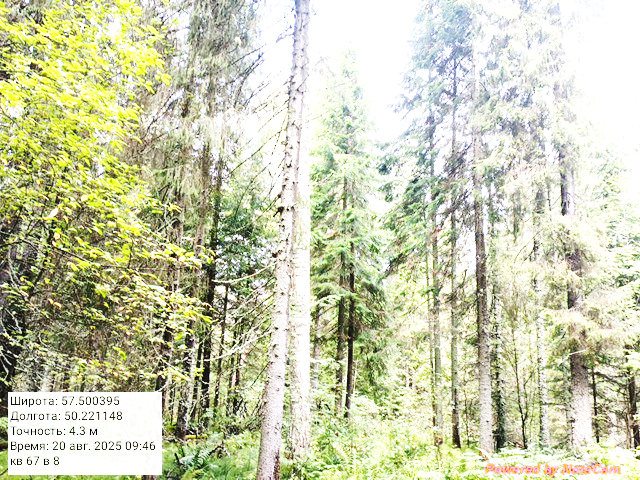 Широта: 57.500395
Долгота: 50.221148
Точность: 4.3 м
Время: 20 авг. 2025 09:46
кв 67 в 8
Powered by NoteCam